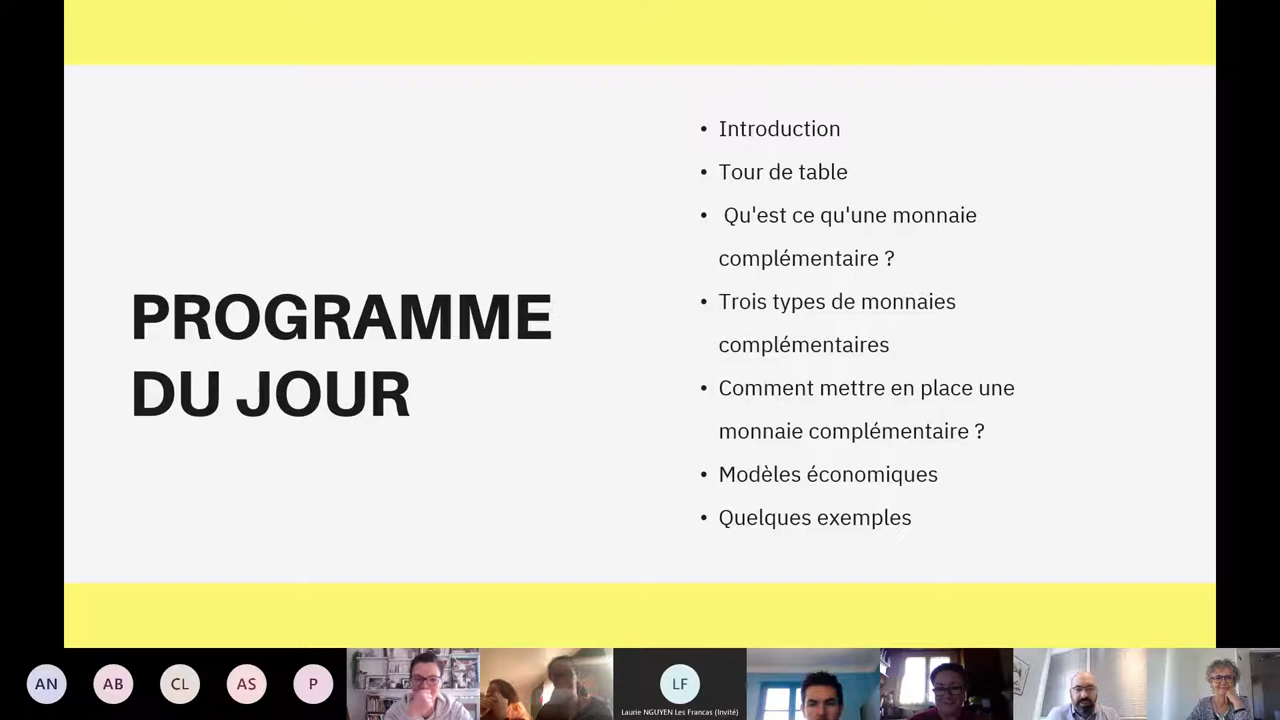 PROGRAMME
DU JOUR
• Introduction
• Tour de table
• Qu'est ce qu'une monnaie
complémentaire ?
• Trois types de monnaies
complémentaires
• Comment mettre en place une
monnaie complémentaire ?
• Modèles économiques
• Quelques exemples
AN
AB
CL
AS
P
LF
Laurie NGUYEN Les Francas (Invité)